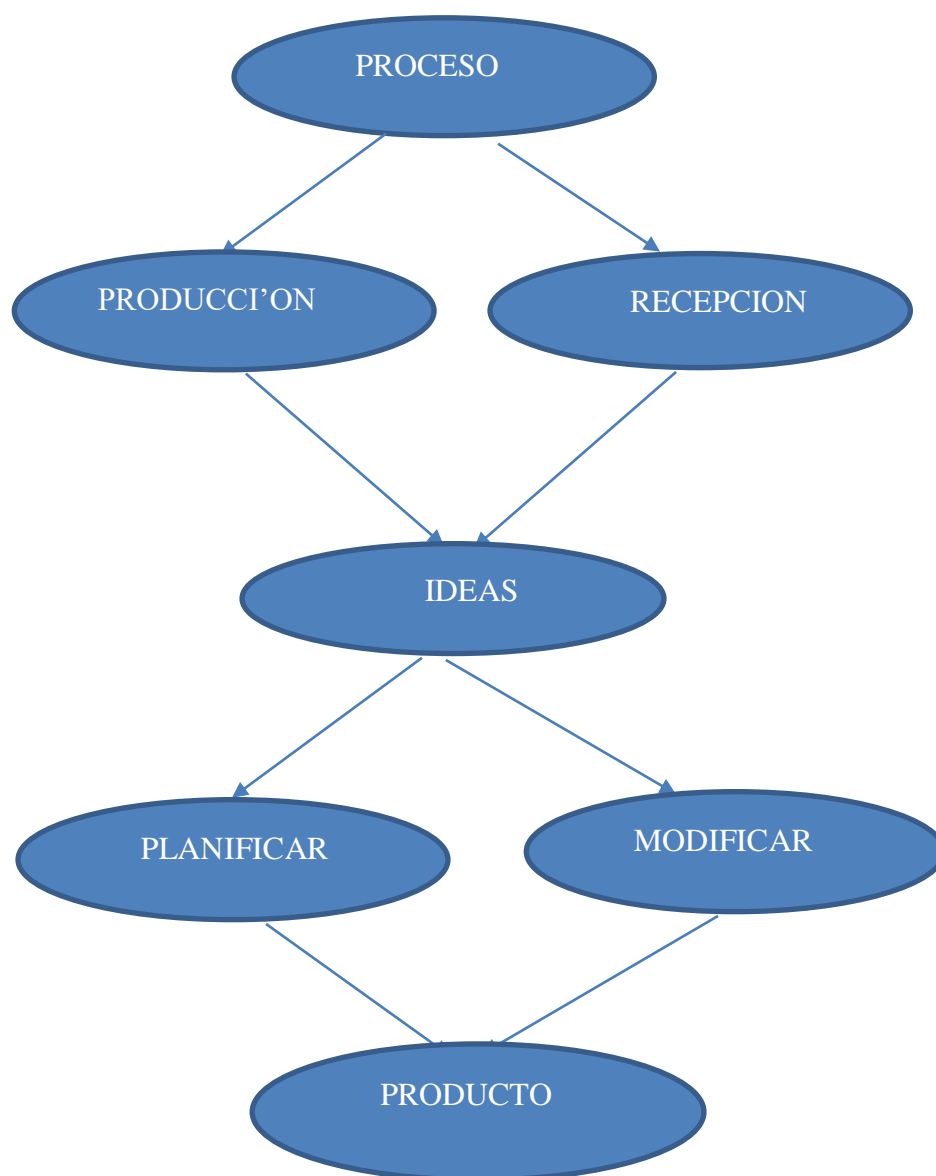 PROCESO
PRODUCCI’ON
RECEPCION
IDEAS
PLANIFICAR
MODIFICAR
PRODUCTO